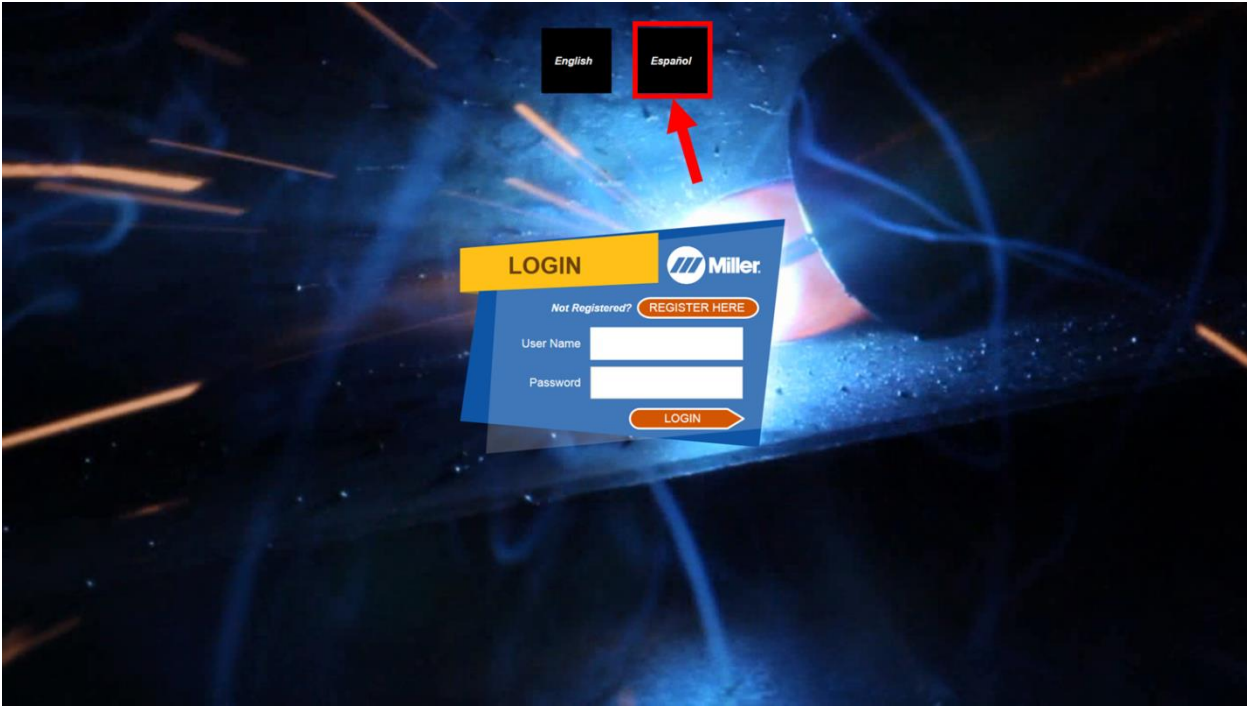 English
Español
LOGIN
Miller.
Not Registered? REGISTER HERE
User Name
Password
LOGIN